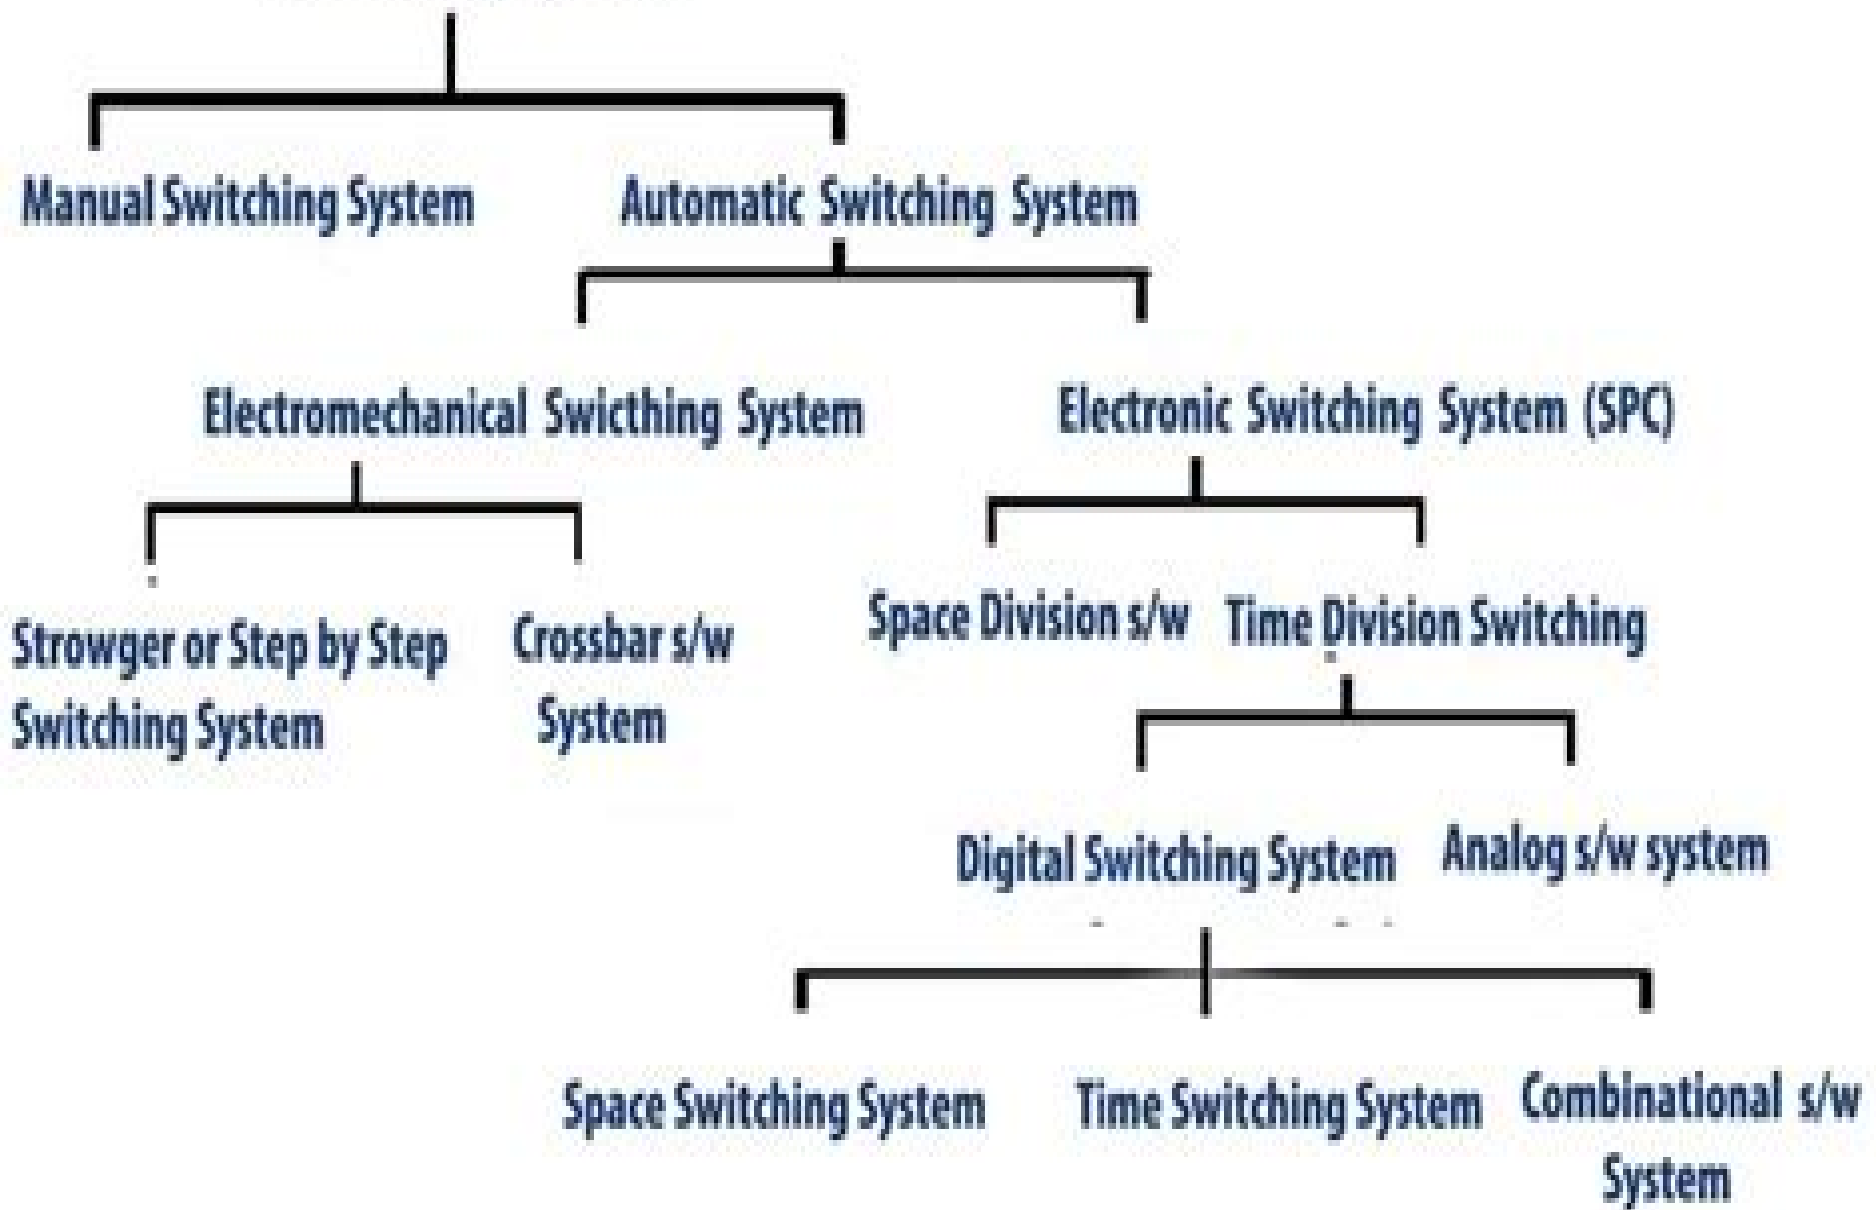 Manual Switching System
Automatic Switching System
Electromechanical Swicthing System
Electronic Switching System (SPC)
Strowger or Step by Step
Switching System
Crossbar s/w
System
Space Division s/w
Time Division Switching
Digital Switching System
Analog s/w system
Space Switching System
Time Switching System
Combinational s/w
System